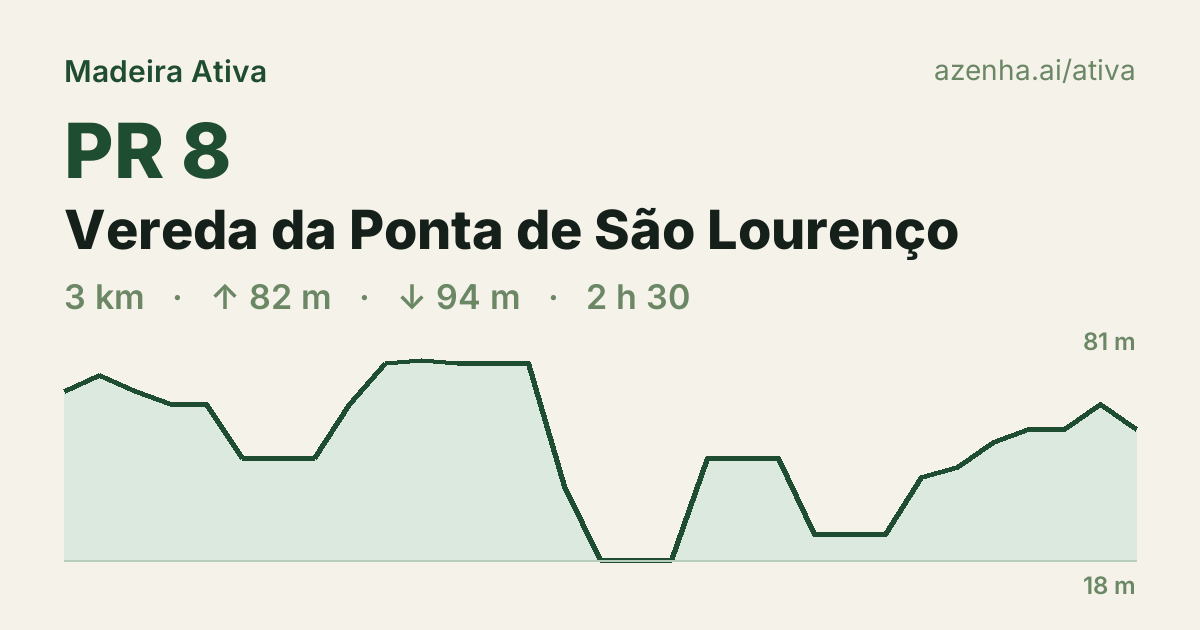 Madeira Ativa
azenha.ai/ativa
PR 8
Vereda da Ponta de São Lourenço
3 km · ↑ 82 m · ↓ 94 m · 2 h 30
81 m
18 m